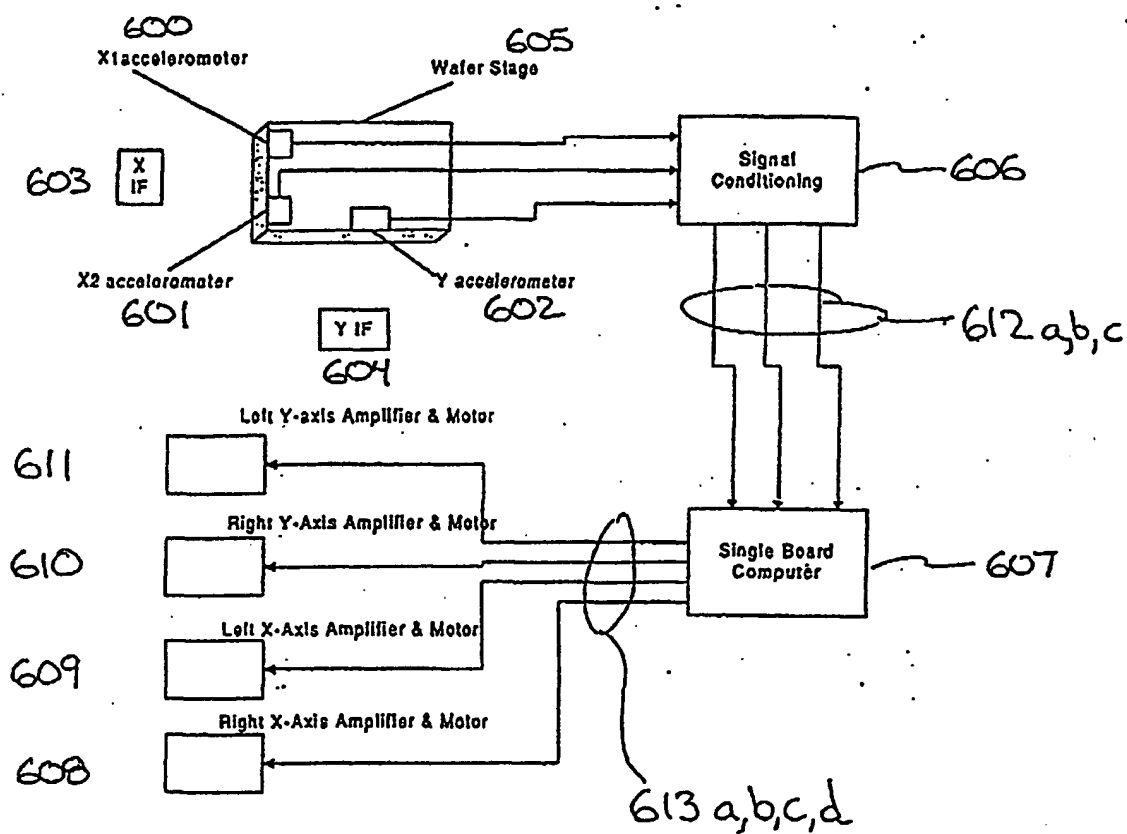 600
X1 accelerometer
605
Wafer Stage
603
X
IF
Signal
Conditioning
606
X2 accelerometer
601
Y accelerometer
602
Y IF
604
612 a,b,c
Left Y-axis Amplifier & Motor
611
Right Y-Axis Amplifier & Motor
610
Single Board
Computer
607
Left X-Axis Amplifier & Motor
609
Right X-Axis Amplifier & Motor
608
613 a,b,c,d